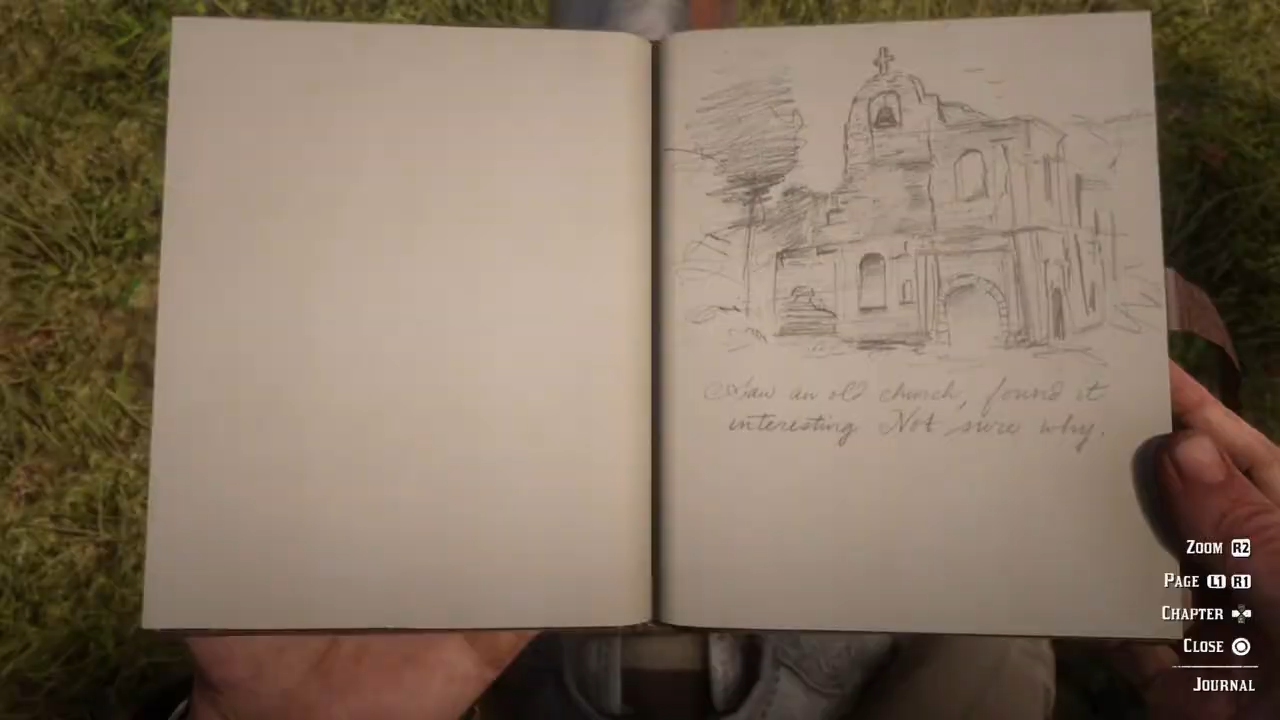 Saw an old church, found it
interesting Not sure why.
ZOOM R2
PAGE L1 R1
CHAPTER
CLOSE
JOURNAL